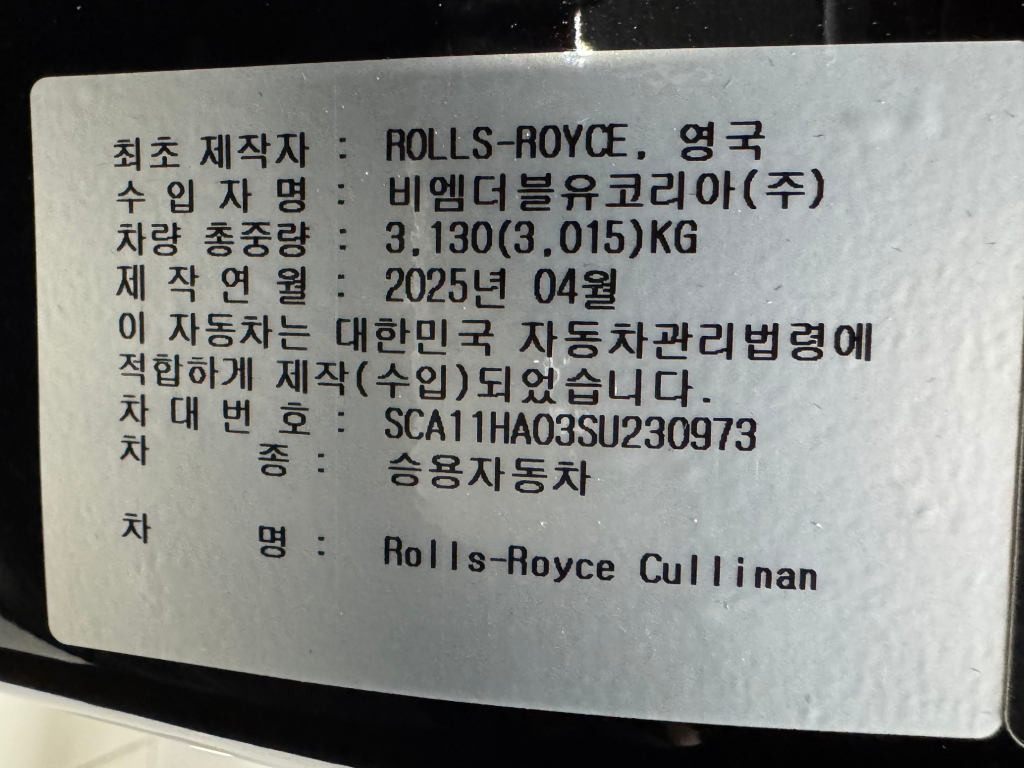 최초 제작자 : ROLLS-ROYCE, 영국
수 입 자 명 : 비엠더블유코리아(주)
차량 총중량 : 3,130(3,015)KG
제 작 연 월 : 2025년 04월
이 자동차는 대한민국 자동차관리법령에
적합하게 제작(수입)되었습니다.
차 대 번 호 : SCA11HA03SU230973
차 종 : 승용자동차
차 명 : Rolls-Royce Cullinan